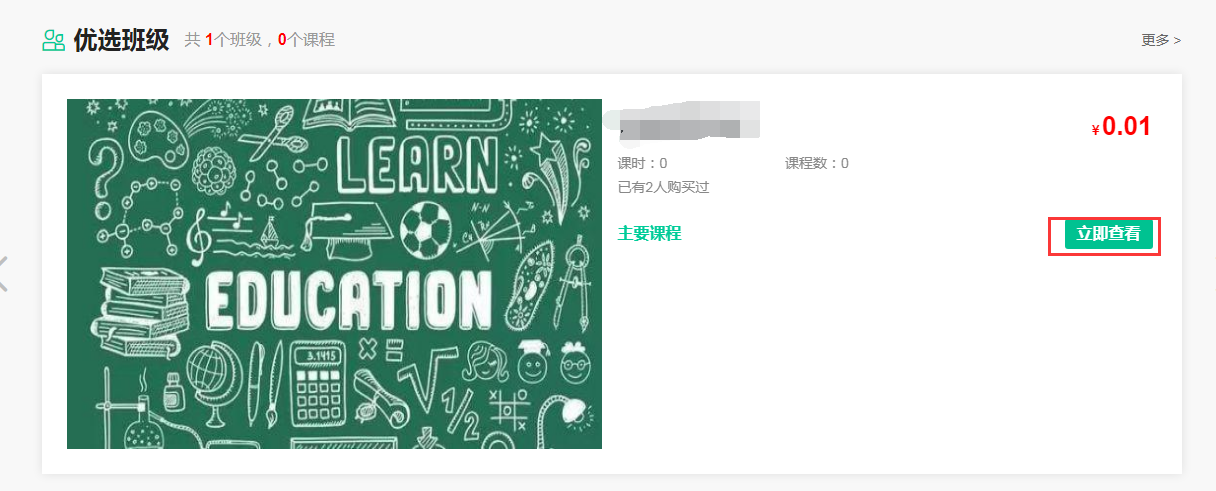 优选班级 共 1个班级，0个课程
更多 >
LEARN
EDUCATION
3.1415
¥0.01
课时：0 课程数：0
已有2人购买过
主要课程
立即查看